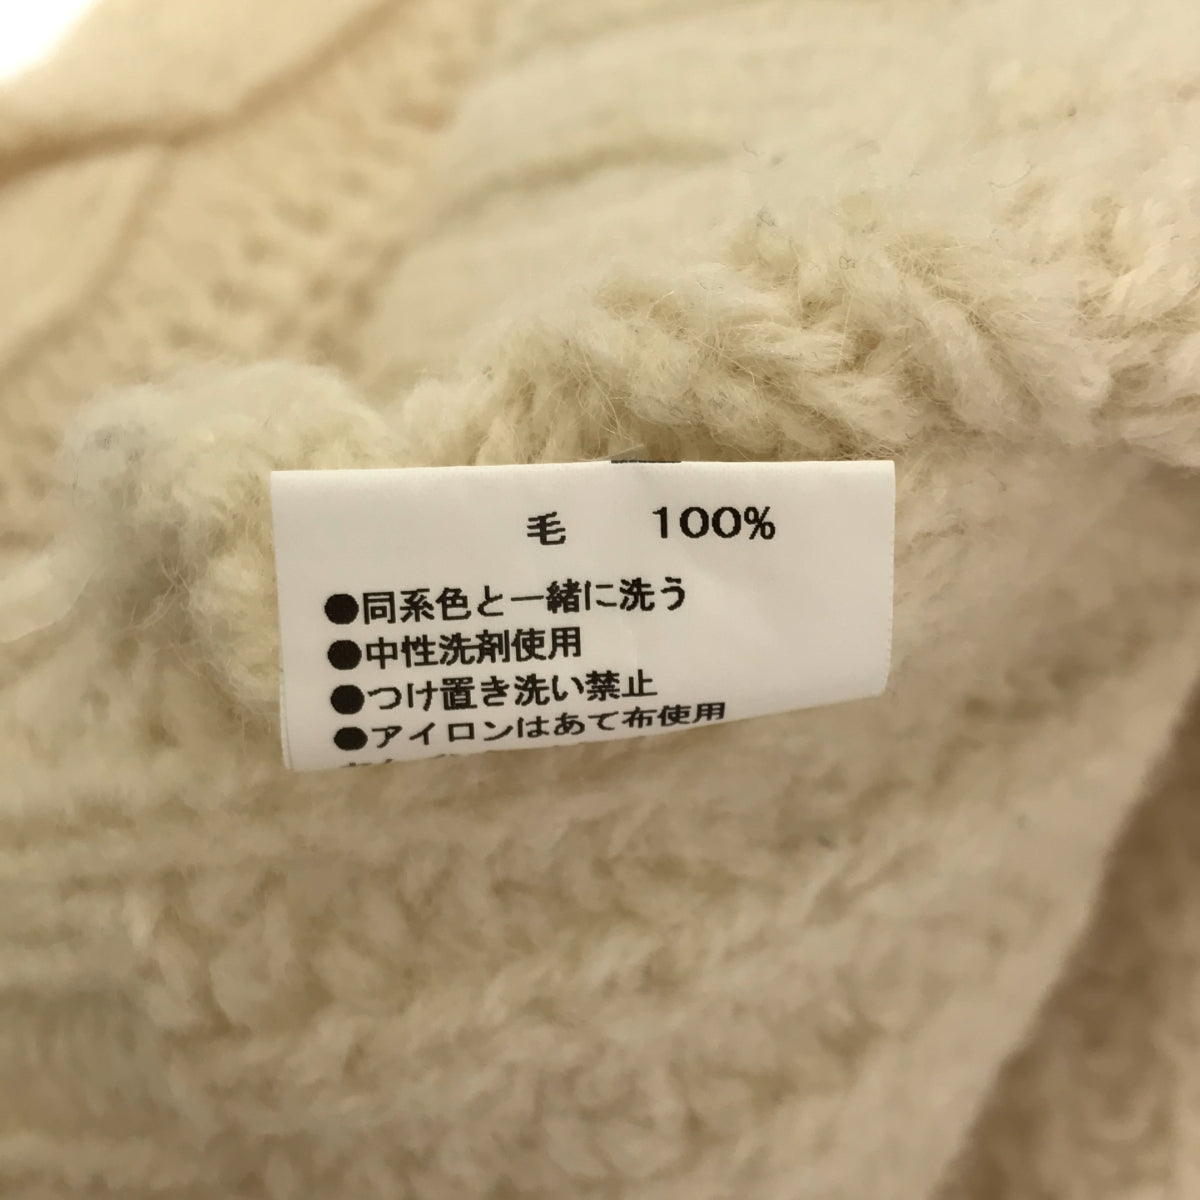 毛 100%
●同系色と一緒に洗う
●中性洗剤使用
●つけ置き洗い禁止
●アイロンはあて布使用